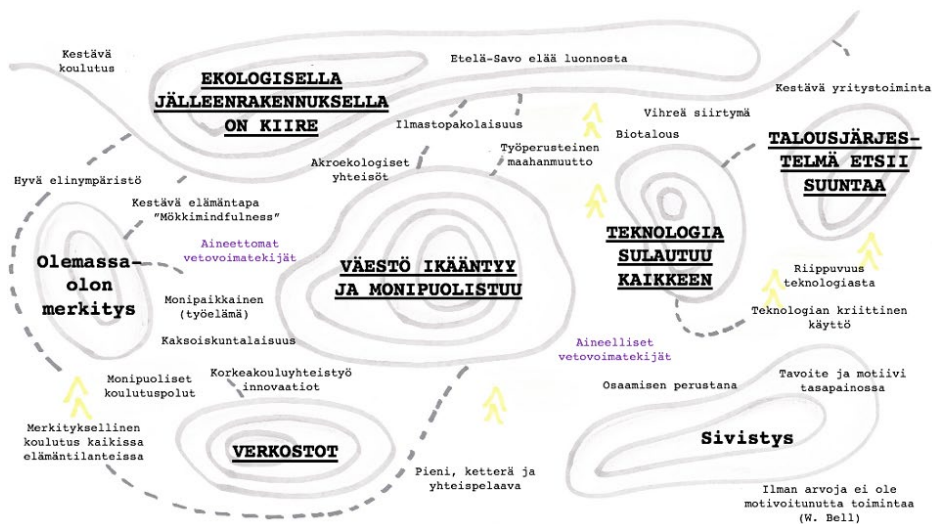 Kestävä
koulutus
EKOLOGISELLA
JÄLLEENRAKENNUKSELLA
ON KIIRE
Etelä-Savo elää luonnosta
Kestävä yritystoiminta
Ilmastopakolaisuus
Vihreä siirtymä
Biotalous
TALOUSJÄRJES-
TELMÄ ETSII
SUUNTAA
Akroekologiset
yhteisöt
Työperusteinen
maahanmuutto
Hyvä elinympäristö
Kestävä elämäntapa
"Mökkimindfulness"
Aineettomat
vetovoimatekijät
Olemassa-
olon
merkitys
VÄESTÖ IKÄÄNTYY
JA MONIPUOLISTUU
TEKNOLOGIA
SULAUTUU
KAIKKEEN
Riippuvuus
teknologiasta
Monipaikkainen
(työelämä)
Teknologian kriittinen
käyttö
Kaksoiskuntalaisuus
Aineelliset
vetovoimatekijät
Monipuoliset
koulutuspolut
Korkeakouluyhteistyö
innovaatiot
Osaamisen perustana
Tavoite ja motiivi
tasapainossa
Merkityksellinen
koulutus kaikissa
elämäntilanteissa
VERKOSTOT
Sivistys
Pieni, ketterä ja
yhteispelaava
Ilman arvoja ei ole
motivoitunutta toimintaa
(W. Bell)